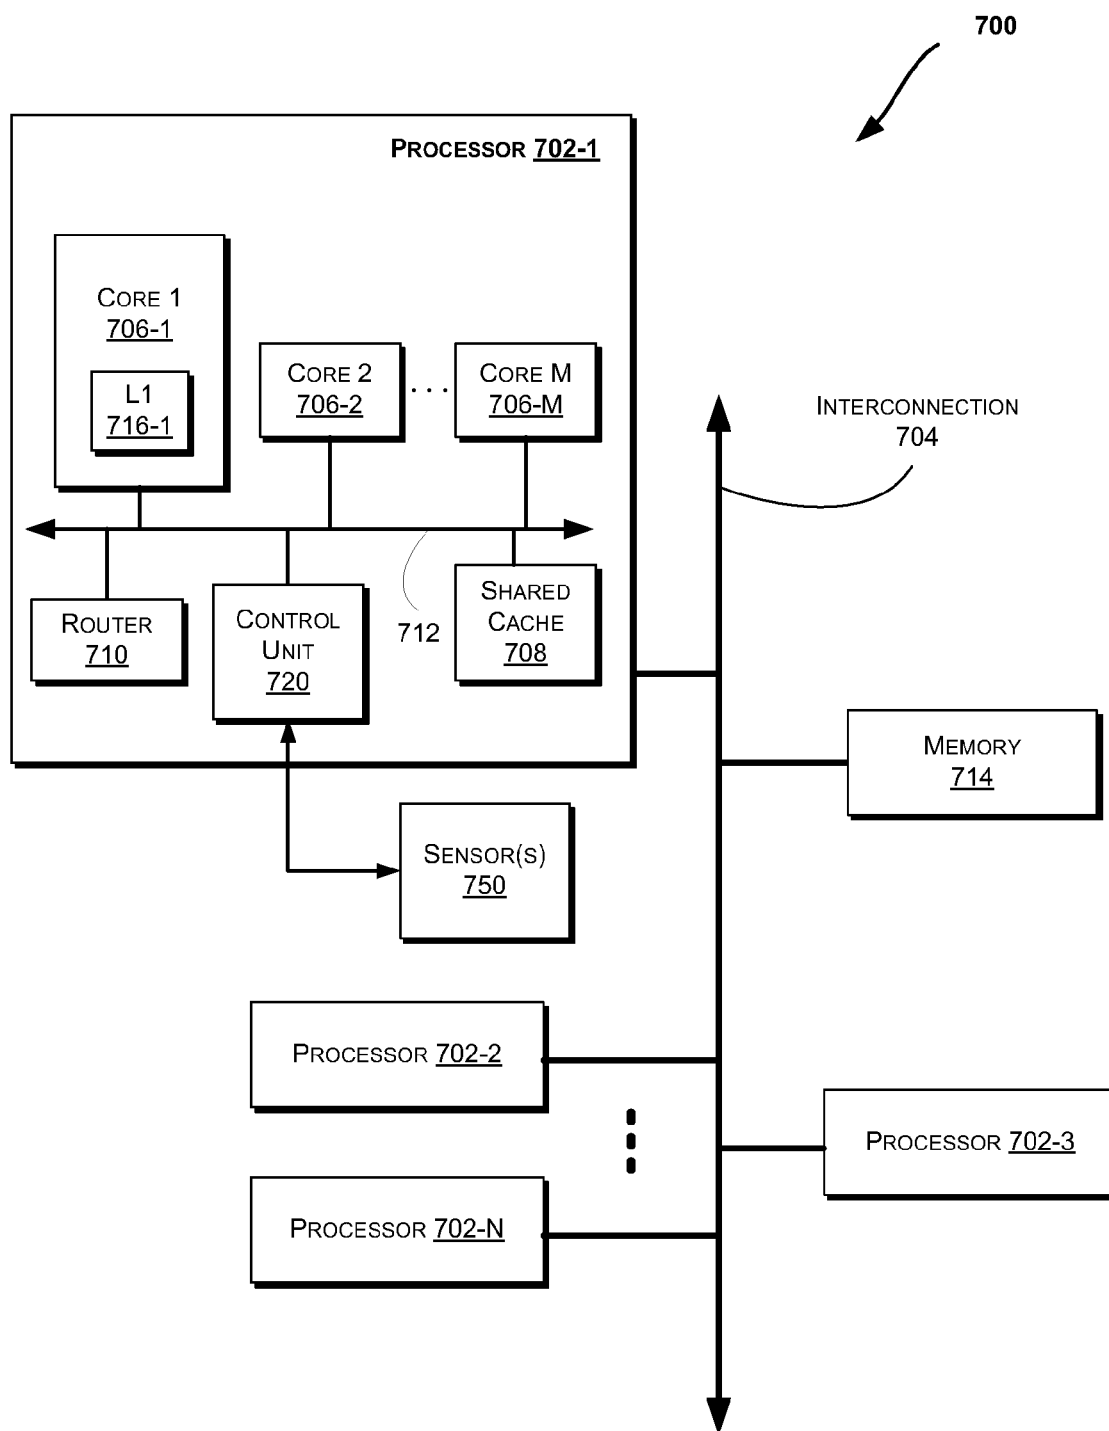 700
PROCESSOR 702-1
CORE 1
706-1
L1
716-1
CORE 2
706-2
...
CORE M
706-M
INTERCONNECTION
704
ROUTER
710
CONTROL
UNIT
720
712
SHARED
CACHE
708
MEMORY
714
SENSOR(S)
750
PROCESSOR 702-2
PROCESSOR 702-3
PROCESSOR 702-N